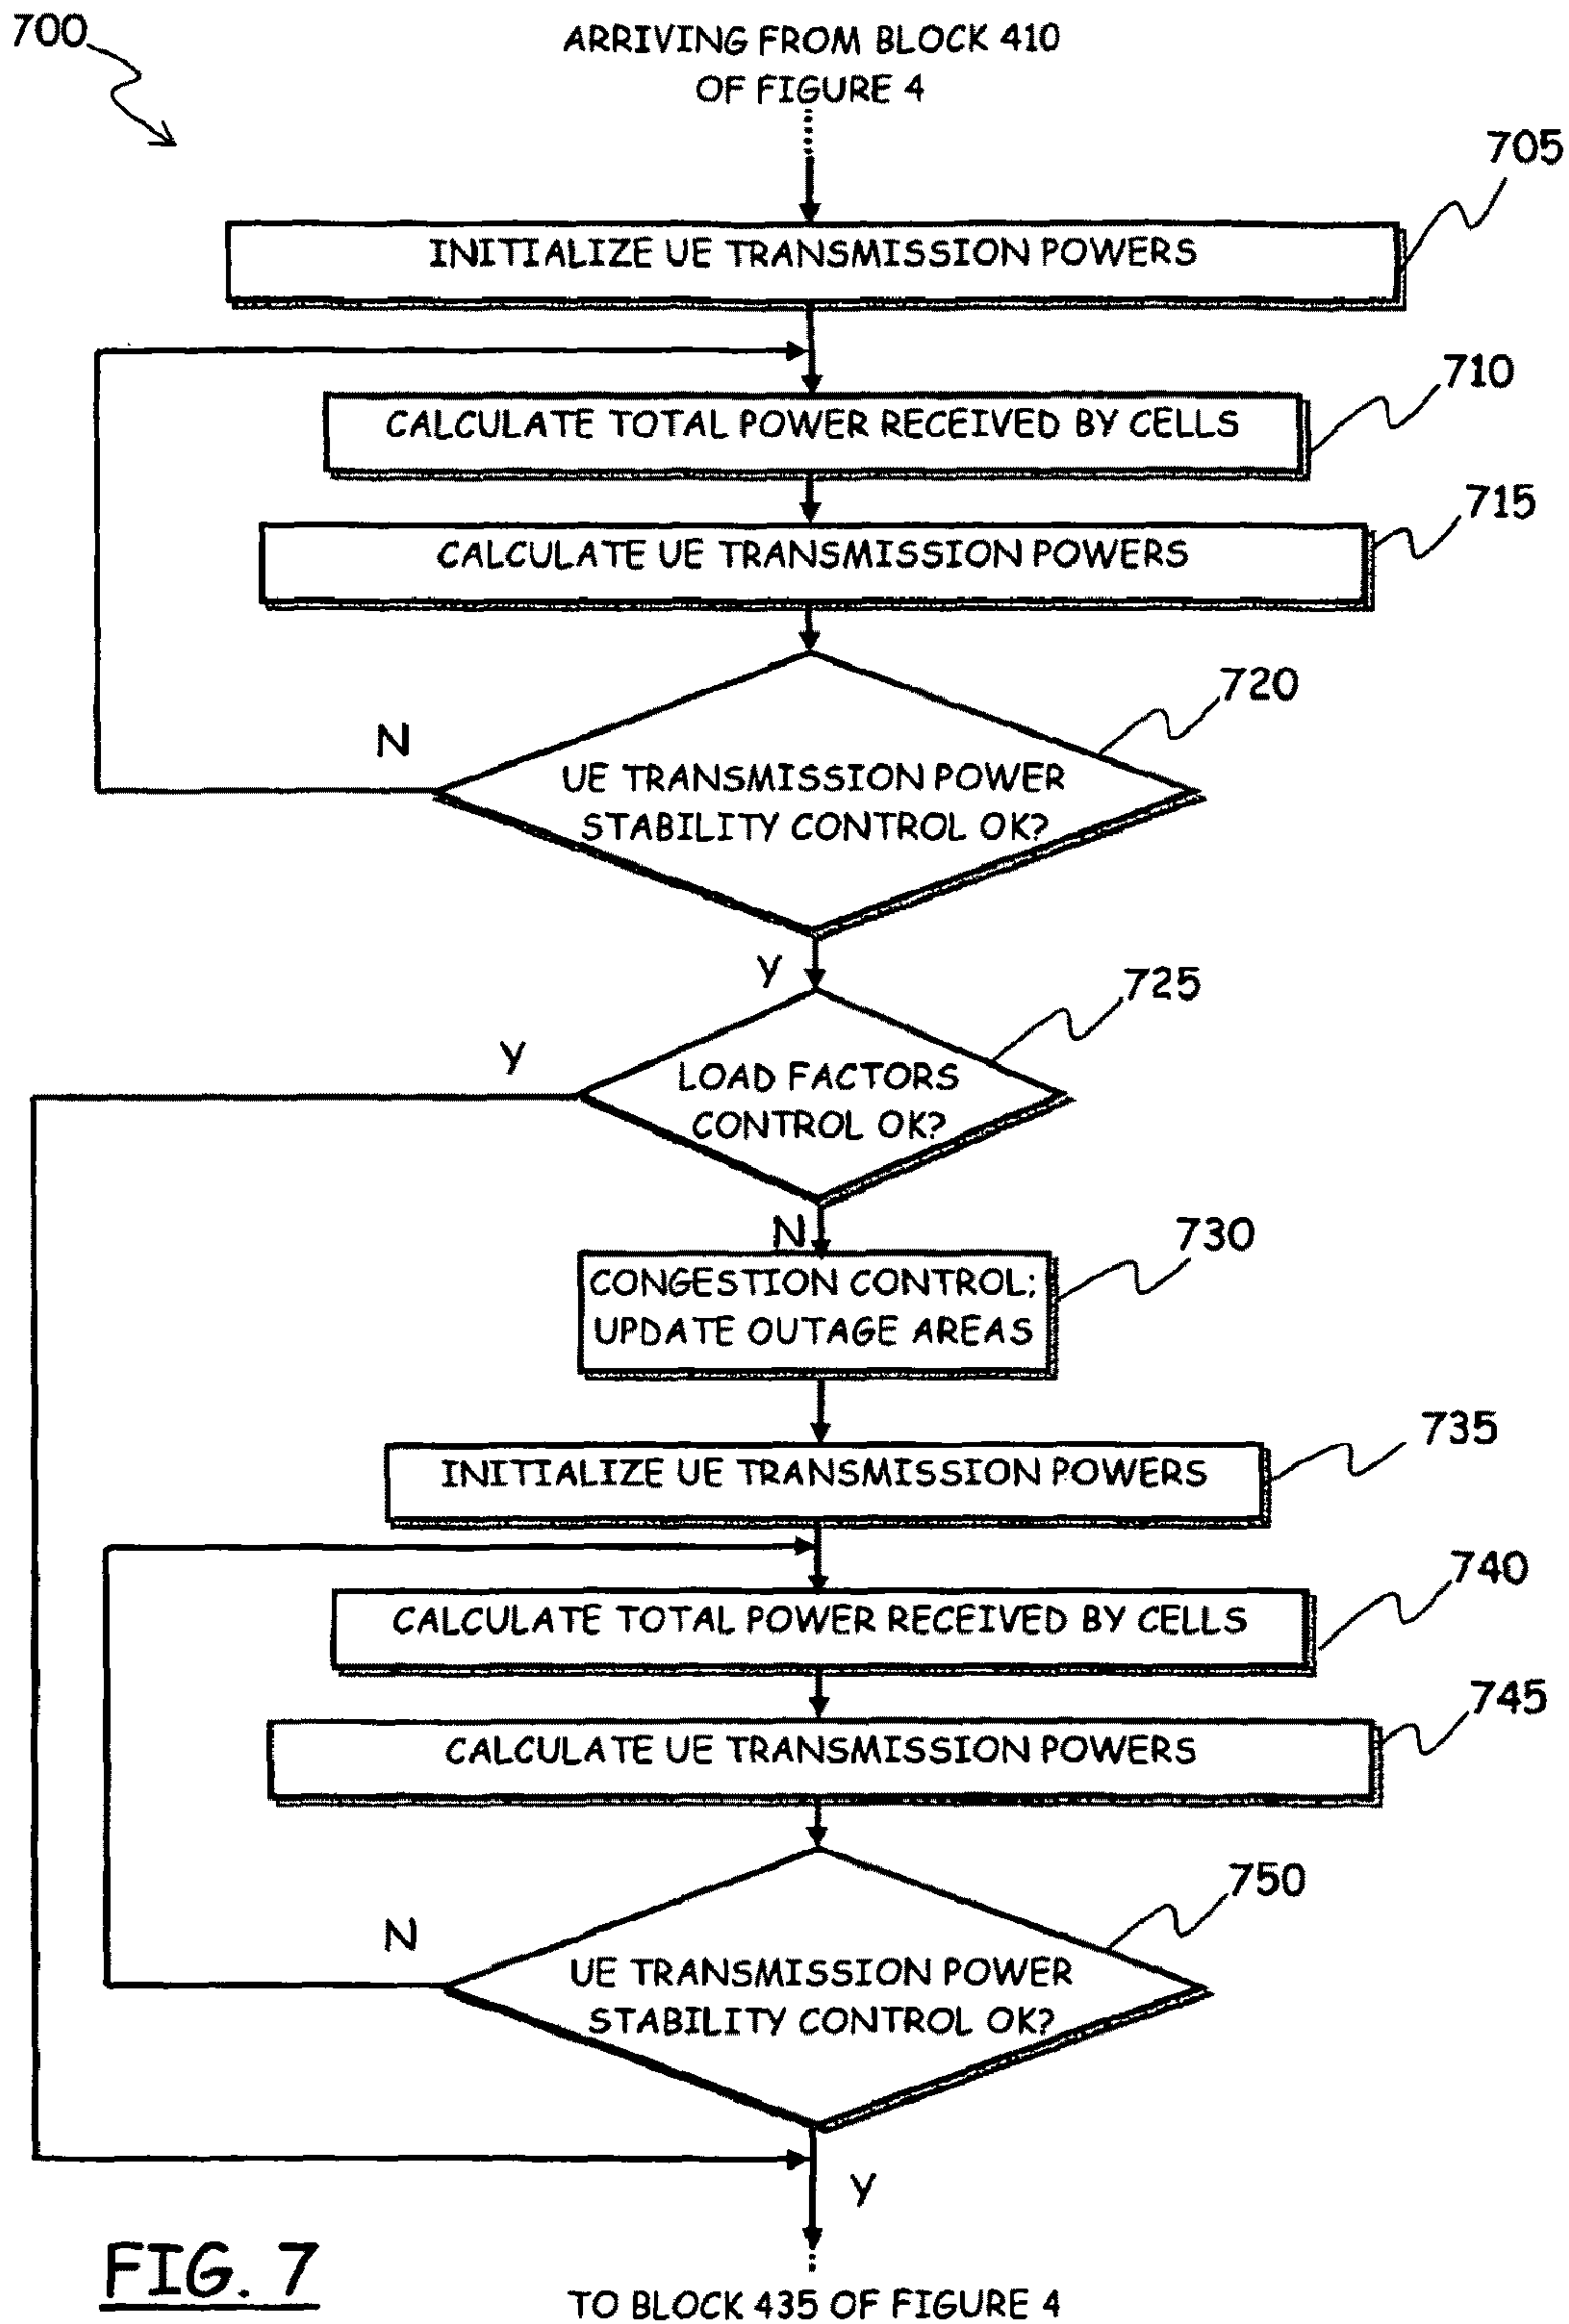 700
ARRIVING FROM BLOCK 410
OF FIGURE 4
705
INITIALIZE UE TRANSMISSION POWERS
710
CALCULATE TOTAL POWER RECEIVED BY CELLS
715
CALCULATE UE TRANSMISSION POWERS
720
N
UE TRANSMISSION POWER
STABILITY CONTROL OK?
Y
725
Y
LOAD FACTORS
CONTROL OK?
N
730
CONGESTION CONTROL;
UPDATE OUTAGE AREAS
735
INITIALIZE UE TRANSMISSION POWERS
740
CALCULATE TOTAL POWER RECEIVED BY CELLS
745
CALCULATE UE TRANSMISSION POWERS
750
N
UE TRANSMISSION POWER
STABILITY CONTROL OK?
Y
FIG. 7
TO BLOCK 435 OF FIGURE 4